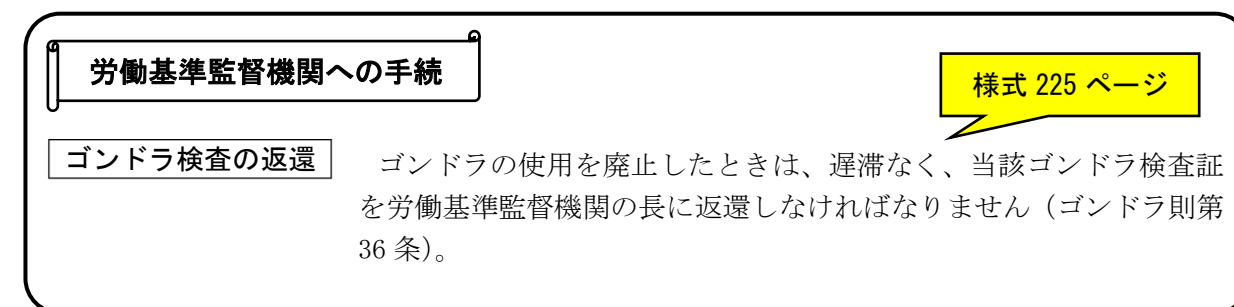 労働基準監督機関への手続
様式 225 ページ
ゴンドラ検査の返還
ゴンドラの使用を廃止したときは、遅滞なく、当該ゴンドラ検査証
を労働基準監督機関の長に返還しなければなりません（ゴンドラ則第
36 条）。